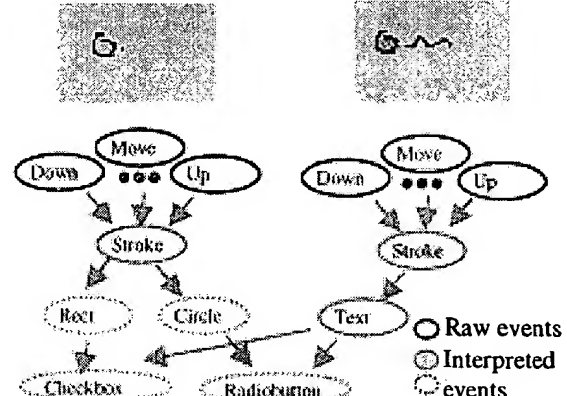 Move Move
Down Up Down Up
Stroke Stroke
Rect Circle Text
Raw events
Interpreted
Checkbox Radiobutton events